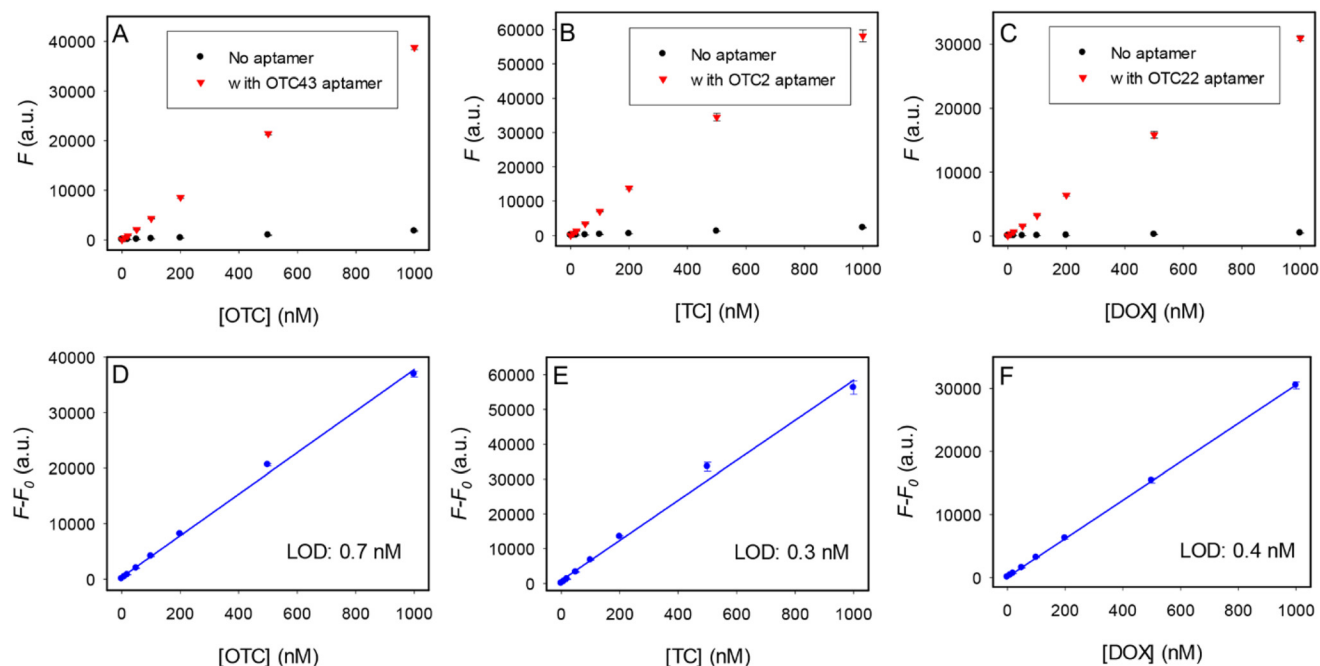 A
No aptamer
with OTC43 aptamer
F (a.u.)
40000
30000
20000
10000
0
0 200 400 600 800 1000
[OTC] (nM)
B
No aptamer
with OTC2 aptamer
F (a.u.)
60000
50000
40000
30000
20000
10000
0
0 200 400 600 800 1000
[TC] (nM)
C
No aptamer
with OTC22 aptamer
F (a.u.)
30000
20000
10000
0
0 200 400 600 800 1000
[DOX] (nM)
D
F-F0 (a.u.)
40000
30000
20000
10000
0
LOD: 0.7 nM
0 200 400 600 800 1000
[OTC] (nM)
E
F-F0 (a.u.)
60000
50000
40000
30000
20000
10000
0
LOD: 0.3 nM
0 200 400 600 800 1000
[TC] (nM)
F
F-F0 (a.u.)
30000
20000
10000
0
LOD: 0.4 nM
0 200 400 600 800 1000
[DOX] (nM)